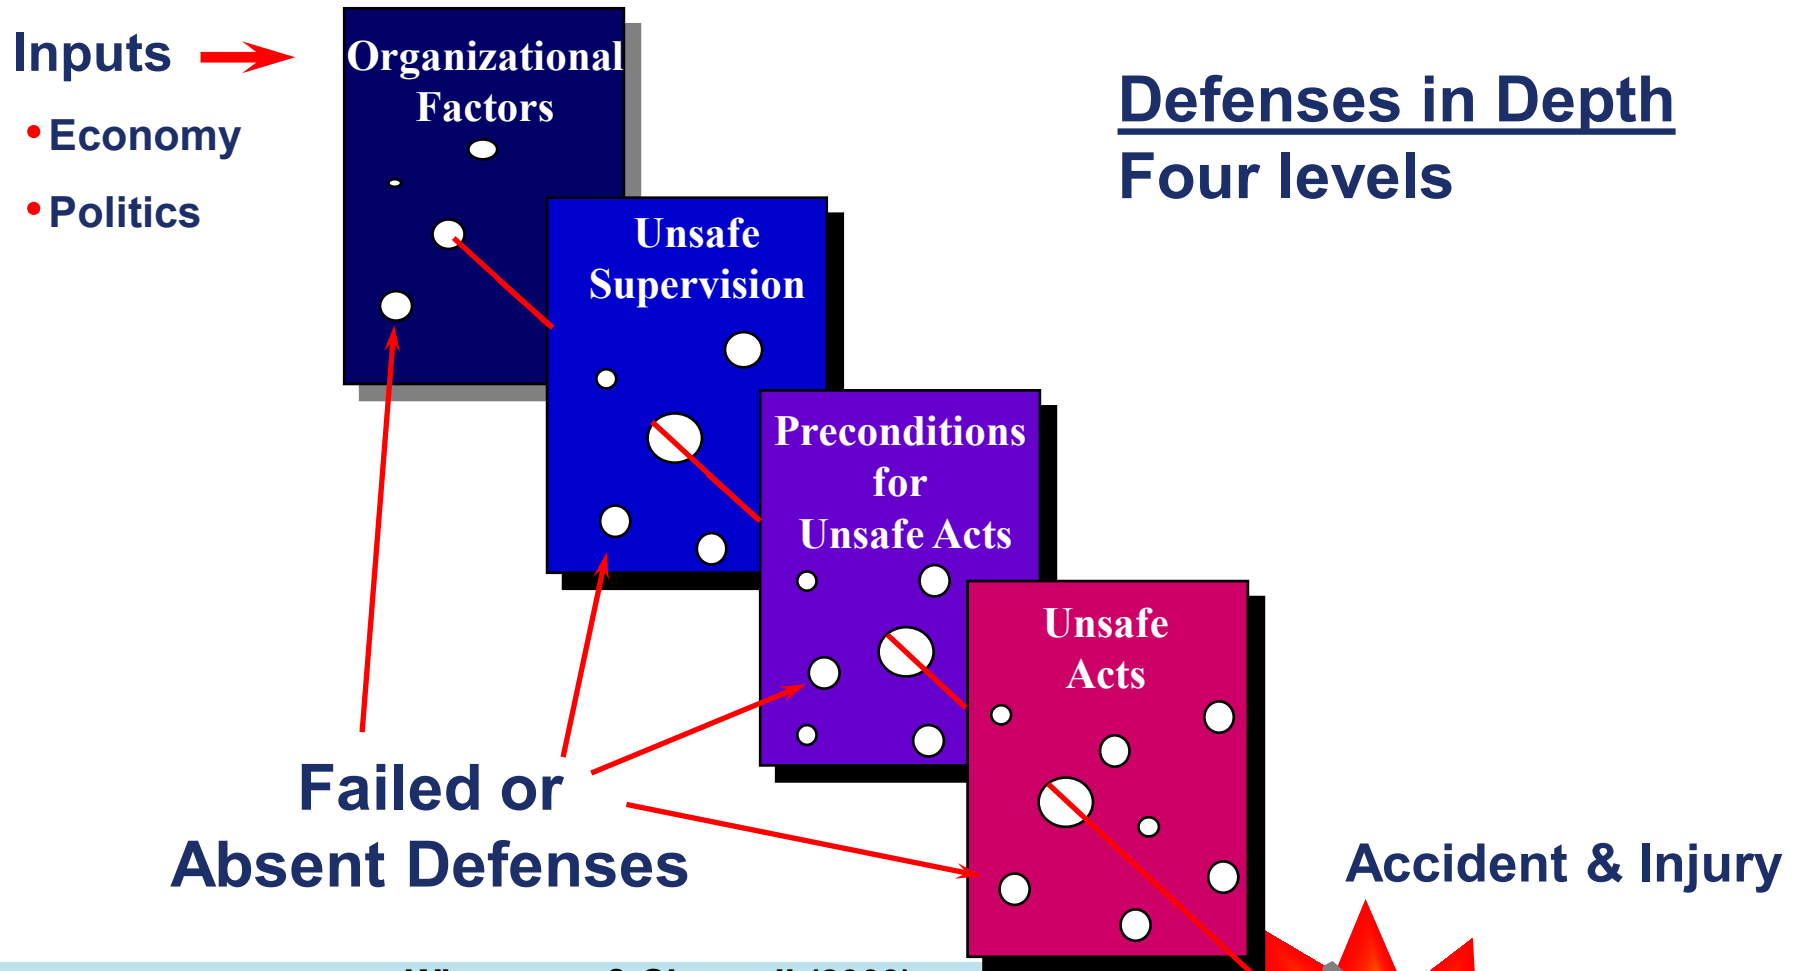 Inputs
• Economy
• Politics
Organizational
Factors
Defenses in Depth
Four levels
Unsafe
Supervision
Preconditions
for
Unsafe Acts
Unsafe
Acts
Failed or
Absent Defenses
Accident & Injury